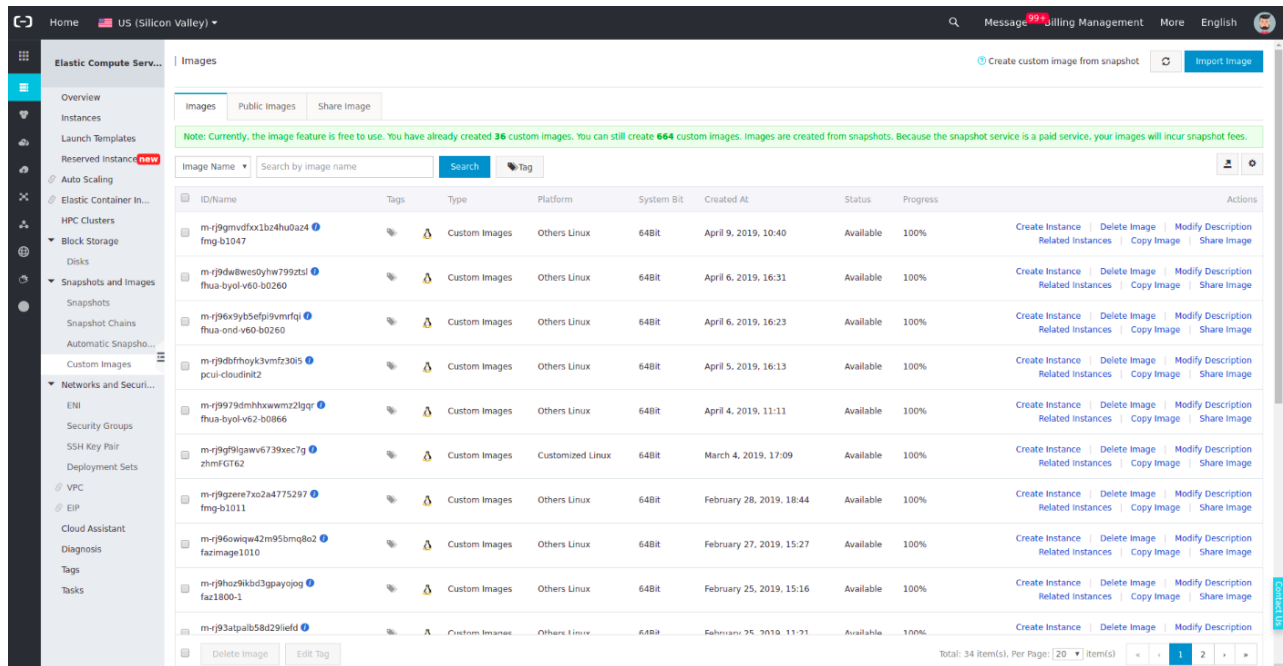 Home US (Silicon Valley) Message 99+ Billing Management More English
Elastic Compute Serv...
Overview
Instances
Launch Templates
Reserved Instance new
Auto Scaling
Elastic Container In...
HPC Clusters
Block Storage
Disks
Snapshots and Images
Snapshots
Snapshot Chains
Automatic Snapsho...
Custom Images
Networks and Securi...
ENI
Security Groups
SSH Key Pair
Deployment Sets
VPC
EIP
Cloud Assistant
Diagnosis
Tags
Tasks
Images Create custom image from snapshot Import Image
Images Public Images Share Image
Note: Currently, the image feature is free to use. You have already created 36 custom images. You can still create 664 custom images. Images are created from snapshots. Because the snapshot service is a paid service, your images will incur snapshot fees.
Image Name Search by image name Search Tag
ID/Name Tags Type Platform System Bit Created At Status Progress Actions
m-rj9gmvdfxx1bz4hu0az4 Custom Images Others Linux 64Bit April 9, 2019, 10:40 Available 100% Create Instance Delete Image Modify Description
fmg-b1047 Related Instances Copy Image Share Image
m-rj9dw8wes0yhw799ztsl Custom Images Others Linux 64Bit April 6, 2019, 16:31 Available 100% Create Instance Delete Image Modify Description
fhua-byol-v60-b0260 Related Instances Copy Image Share Image
m-rj96x9yb5efpi9vmrfqi Custom Images Others Linux 64Bit April 6, 2019, 16:23 Available 100% Create Instance Delete Image Modify Description
fhua-ond-v60-b0260 Related Instances Copy Image Share Image
m-rj9dbfrhoyk3vmfz30i5 Custom Images Others Linux 64Bit April 5, 2019, 16:13 Available 100% Create Instance Delete Image Modify Description
pcui-cloudinit2 Related Instances Copy Image Share Image
m-rj9979dmhhxwwmz2lgqr Custom Images Others Linux 64Bit April 4, 2019, 11:11 Available 100% Create Instance Delete Image Modify Description
fhua-byol-v62-b0866 Related Instances Copy Image Share Image
m-rj9gf9lgawv6739xec7g Custom Images Customized Linux 64Bit March 4, 2019, 17:09 Available 100% Create Instance Delete Image Modify Description
zhmFGT62 Related Instances Copy Image Share Image
m-rj9gzere7xo2a4775297 Custom Images Others Linux 64Bit February 28, 2019, 18:44 Available 100% Create Instance Delete Image Modify Description
fmg-b1011 Related Instances Copy Image Share Image
m-rj96owiqw42m95bmq8o2 Custom Images Others Linux 64Bit February 27, 2019, 15:27 Available 100% Create Instance Delete Image Modify Description
fazimage1010 Related Instances Copy Image Share Image
m-rj9hoz9ikbd3gpayojog Custom Images Others Linux 64Bit February 25, 2019, 15:16 Available 100% Create Instance Delete Image Modify Description
faz1800-1 Related Instances Copy Image Share Image
m-rj93atpalb58d29liefd Custom Images Others Linux 64Bit February 25, 2019, 11:21 Available 100% Create Instance Delete Image Modify Description
Delete Image Edit Tag Total: 34 item(s), Per Page: 20 item(s) « ‹ 1 2 › »
Contact Us